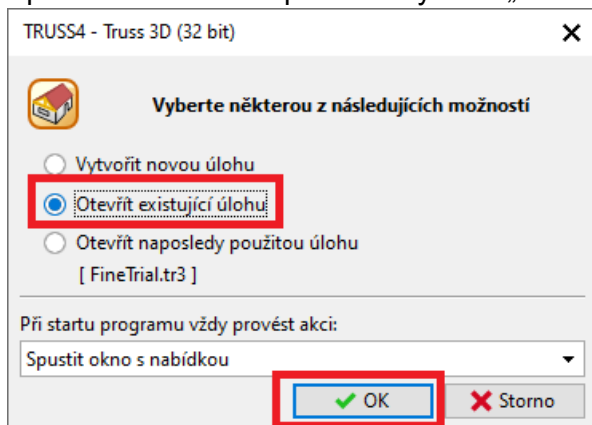 TRUSS4 - Truss 3D (32 bit)
Vyberte některou z následujících možností
Vytvořit novou úlohu
Otevřít existující úlohu
Otevřít naposledy použitou úlohu
[ FineTrial.tr3 ]
Při startu programu vždy provést akci:
Spustit okno s nabídkou
OK Storno